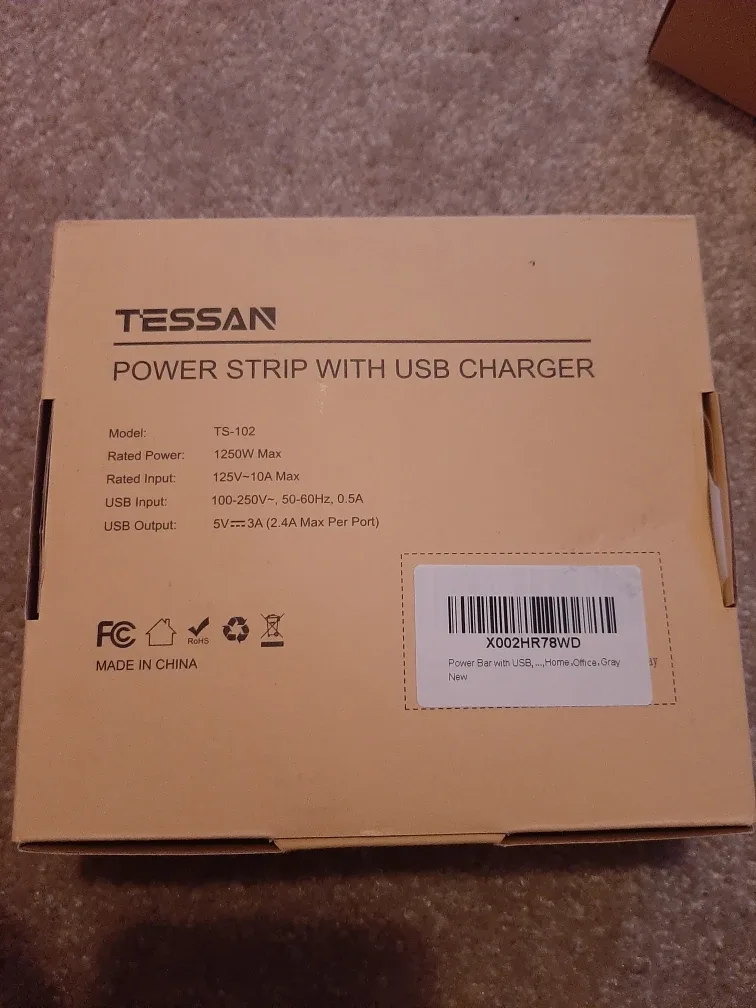 TESSAN
POWER STRIP WITH USB CHARGER
Model: TS-102
Rated Power: 1250W Max
Rated Input: 125V~10A Max
USB Input: 100-250V~, 50-60Hz, 0.5A
USB Output: 5V⎓3A (2.4A Max Per Port)
FC
RoHS
MADE IN CHINA
X002HR78WD
Power Bar with USB, ...,Home,Office,Gray
New